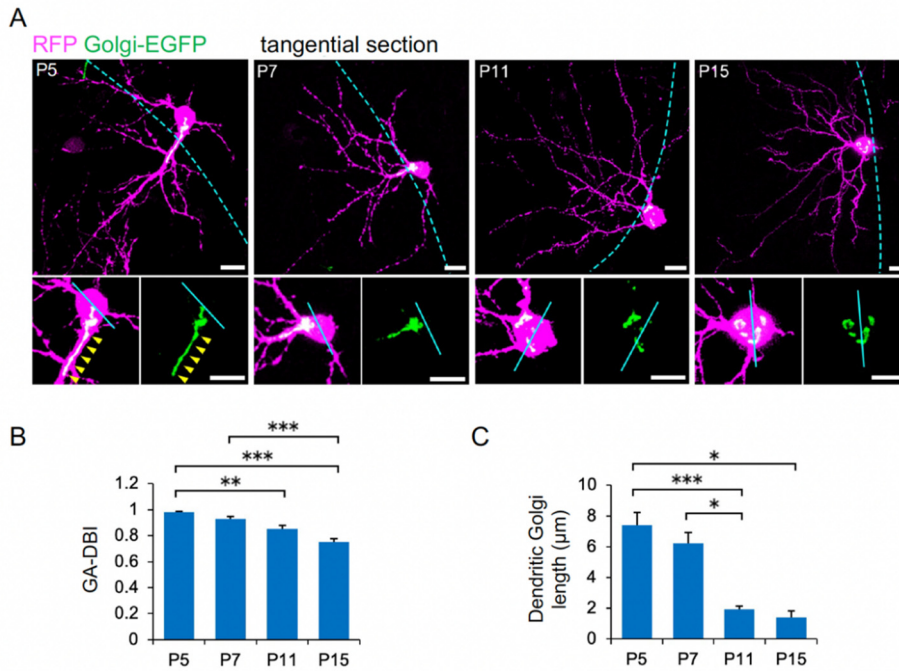 A
RFP Golgi-EGFP tangential section
P5 P7 P11 P15
B
***
***
**
GA-DBI
1.2
1
0.8
0.6
0.4
0.2
0
P5 P7 P11 P15
C
*
***
*
Dendritic Golgi
length (μm)
10
8
6
4
2
0
P5 P7 P11 P15